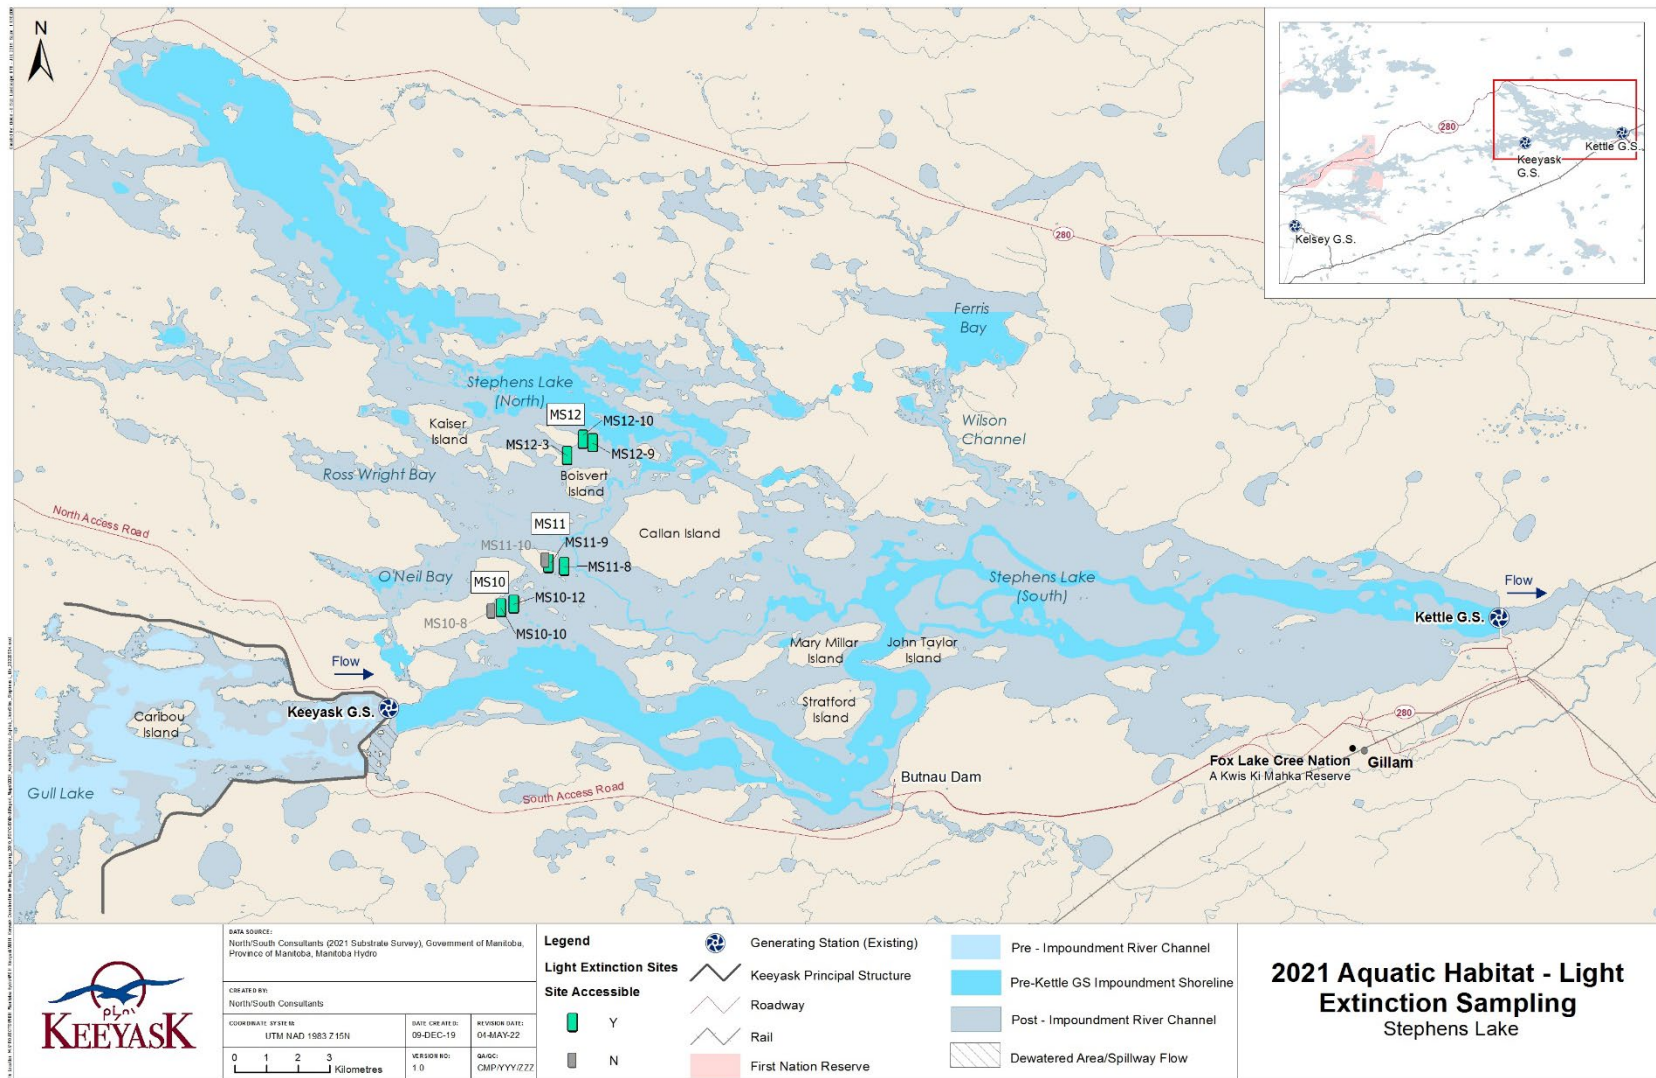 N
280
Keeyask
G.S.
Kettle G.S.
Kelsey G.S.
280
Ferris
Bay
Stephens Lake
(North)
MS12
MS12-10
Kaiser
Island
MS12-3
MS12-9
Wilson
Channel
Boisvert
Island
Ross Wright Bay
North Access Road
MS11
MS11-10
MS11-9
Callan Island
MS11-8
O'Neil Bay
MS10
MS10-12
MS10-8
MS10-10
Stephens Lake
(South)
Flow
Kettle G.S.
Mary Millar
Island
John Taylor
Island
Flow
Stratford
Island
Keeyask G.S.
Caribou
Island
280
Gull Lake
South Access Road
Butnau Dam
Fox Lake Cree Nation
A Kwis Ki Mahka Reserve
Gillam
KEEYASK
DATA SOURCE:
North/South Consultants (2021 Substrate Survey), Government of Manitoba,
Province of Manitoba, Manitoba Hydro
CREATED BY:
North/South Consultants
COORDINATE SYSTEM:
UTM NAD 1983 Z15N
DATE CREATED:
09-DEC-19
REVISION DATE:
04-MAY-22
0 1 2 3 Kilometres
VERSION NO:
1.0
QA/QC:
CMP/YYY/ZZZ
Legend
Light Extinction Sites
Site Accessible
Y
N
Generating Station (Existing)
Keeyask Principal Structure
Roadway
Rail
First Nation Reserve
Pre - Impoundment River Channel
Pre-Kettle GS Impoundment Shoreline
Post - Impoundment River Channel
Dewatered Area/Spillway Flow
2021 Aquatic Habitat - Light
Extinction Sampling
Stephens Lake